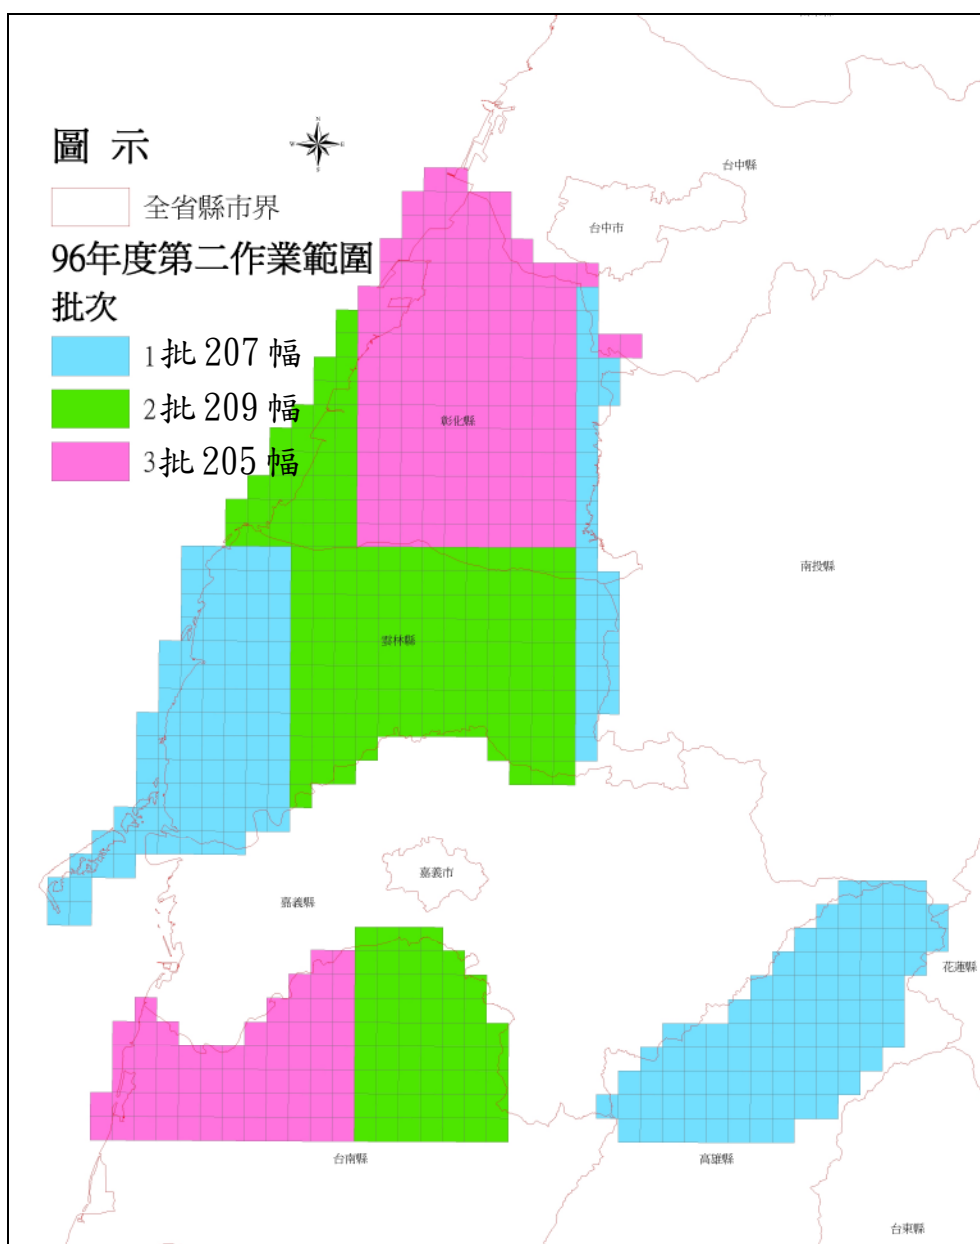 圖 示
N
W
E
S
全省縣市界
96年度第二作業範圍
批次
1批 207 幅
2批 209 幅
3批 205 幅
台中縣
台中市
彰化縣
南投縣
雲林縣
嘉義市
嘉義縣
花蓮縣
台南縣
高雄縣
台東縣